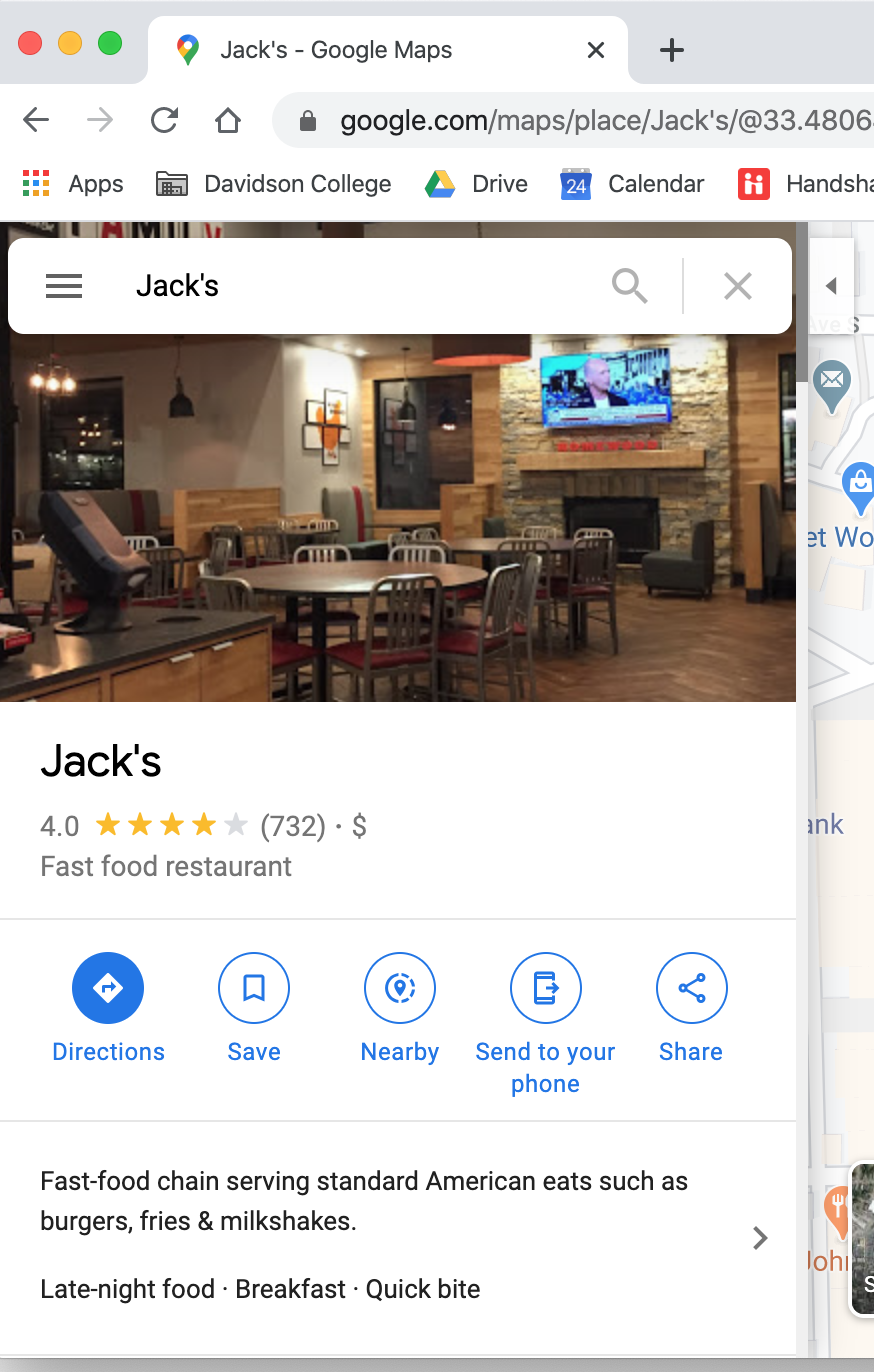 Jack's - Google Maps
google.com/maps/place/Jack's/@33.4806
Apps
Davidson College
Drive
24
Calendar
Handsha
Jack's
Ave S
et Wo
Jack's
4.0
(732) · $
Fast food restaurant
ank
Directions
Save
Nearby
Send to your
phone
Share
Fast-food chain serving standard American eats such as
burgers, fries & milkshakes.
John
S
Late-night food · Breakfast · Quick bite